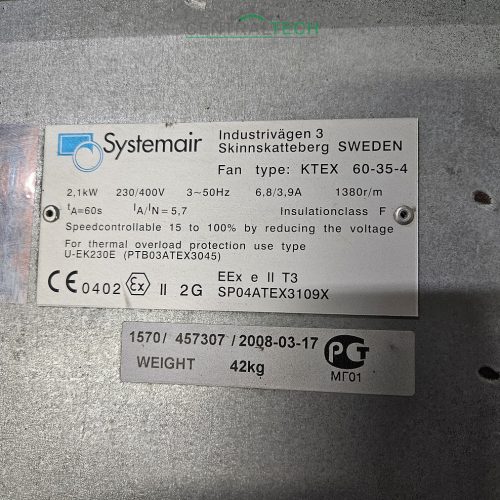 TECH
Systemair
Industrivägen 3
Skinnskatteberg SWEDEN
Fan type: KTEX 60-35-4
2,1kW 230/400V 3~50Hz 6,8/3,9A 1380r/m
tA=60s IA/IN=5,7 Insulationclass F
Speedcontrollable 15 to 100% by reducing the voltage
For thermal overload protection use type
U-EK230E (PTB03ATEX3045)
CE 0402 Ex II 2G EEx e II T3
SP04ATEX3109X
1570/ 457307 /2008-03-17
WEIGHT 42kg
РСТ
МГ01